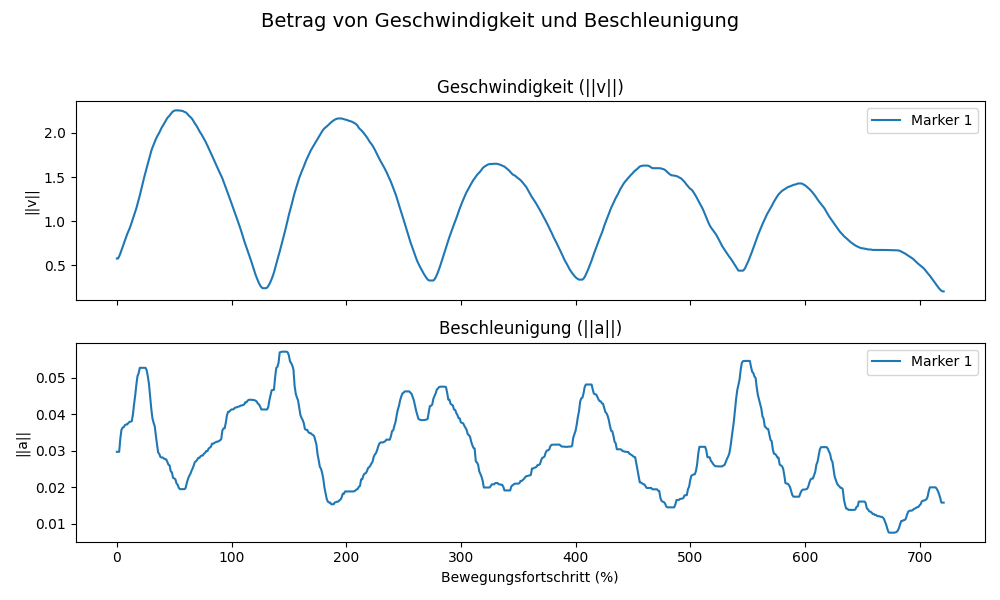 Betrag von Geschwindigkeit und Beschleunigung
Geschwindigkeit (||v||)
Marker 1
2.0
1.5
1.0
0.5
||v||
Beschleunigung (||a||)
Marker 1
0.05
0.04
0.03
0.02
0.01
||a||
0 100 200 300 400 500 600 700
Bewegungsfortschritt (%)